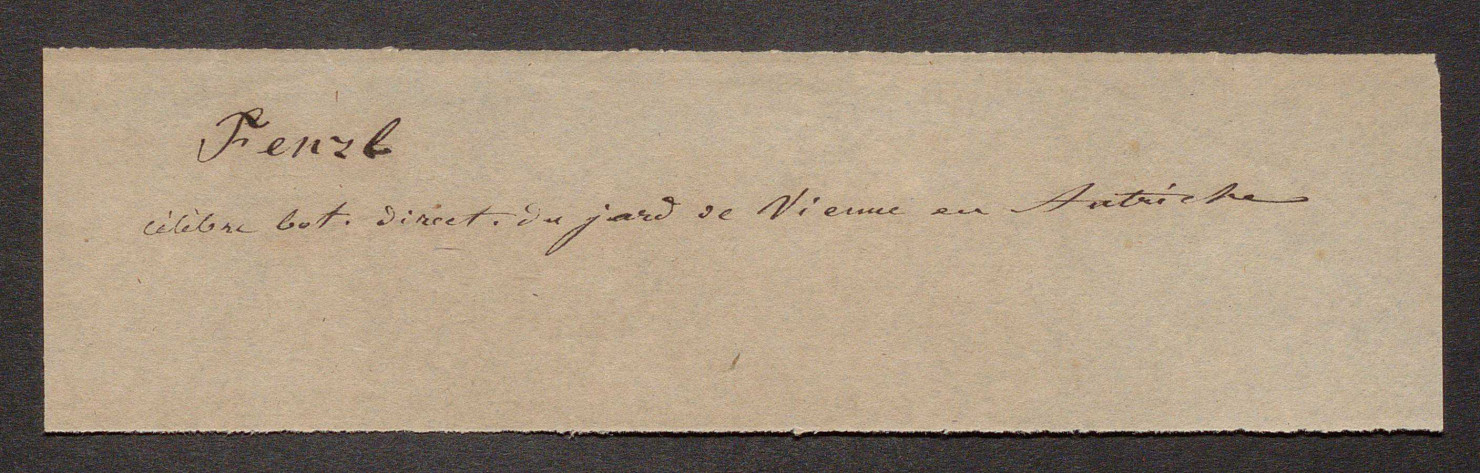 Fenzl
célèbre bot. direct. du jard de Vienne en Autriche